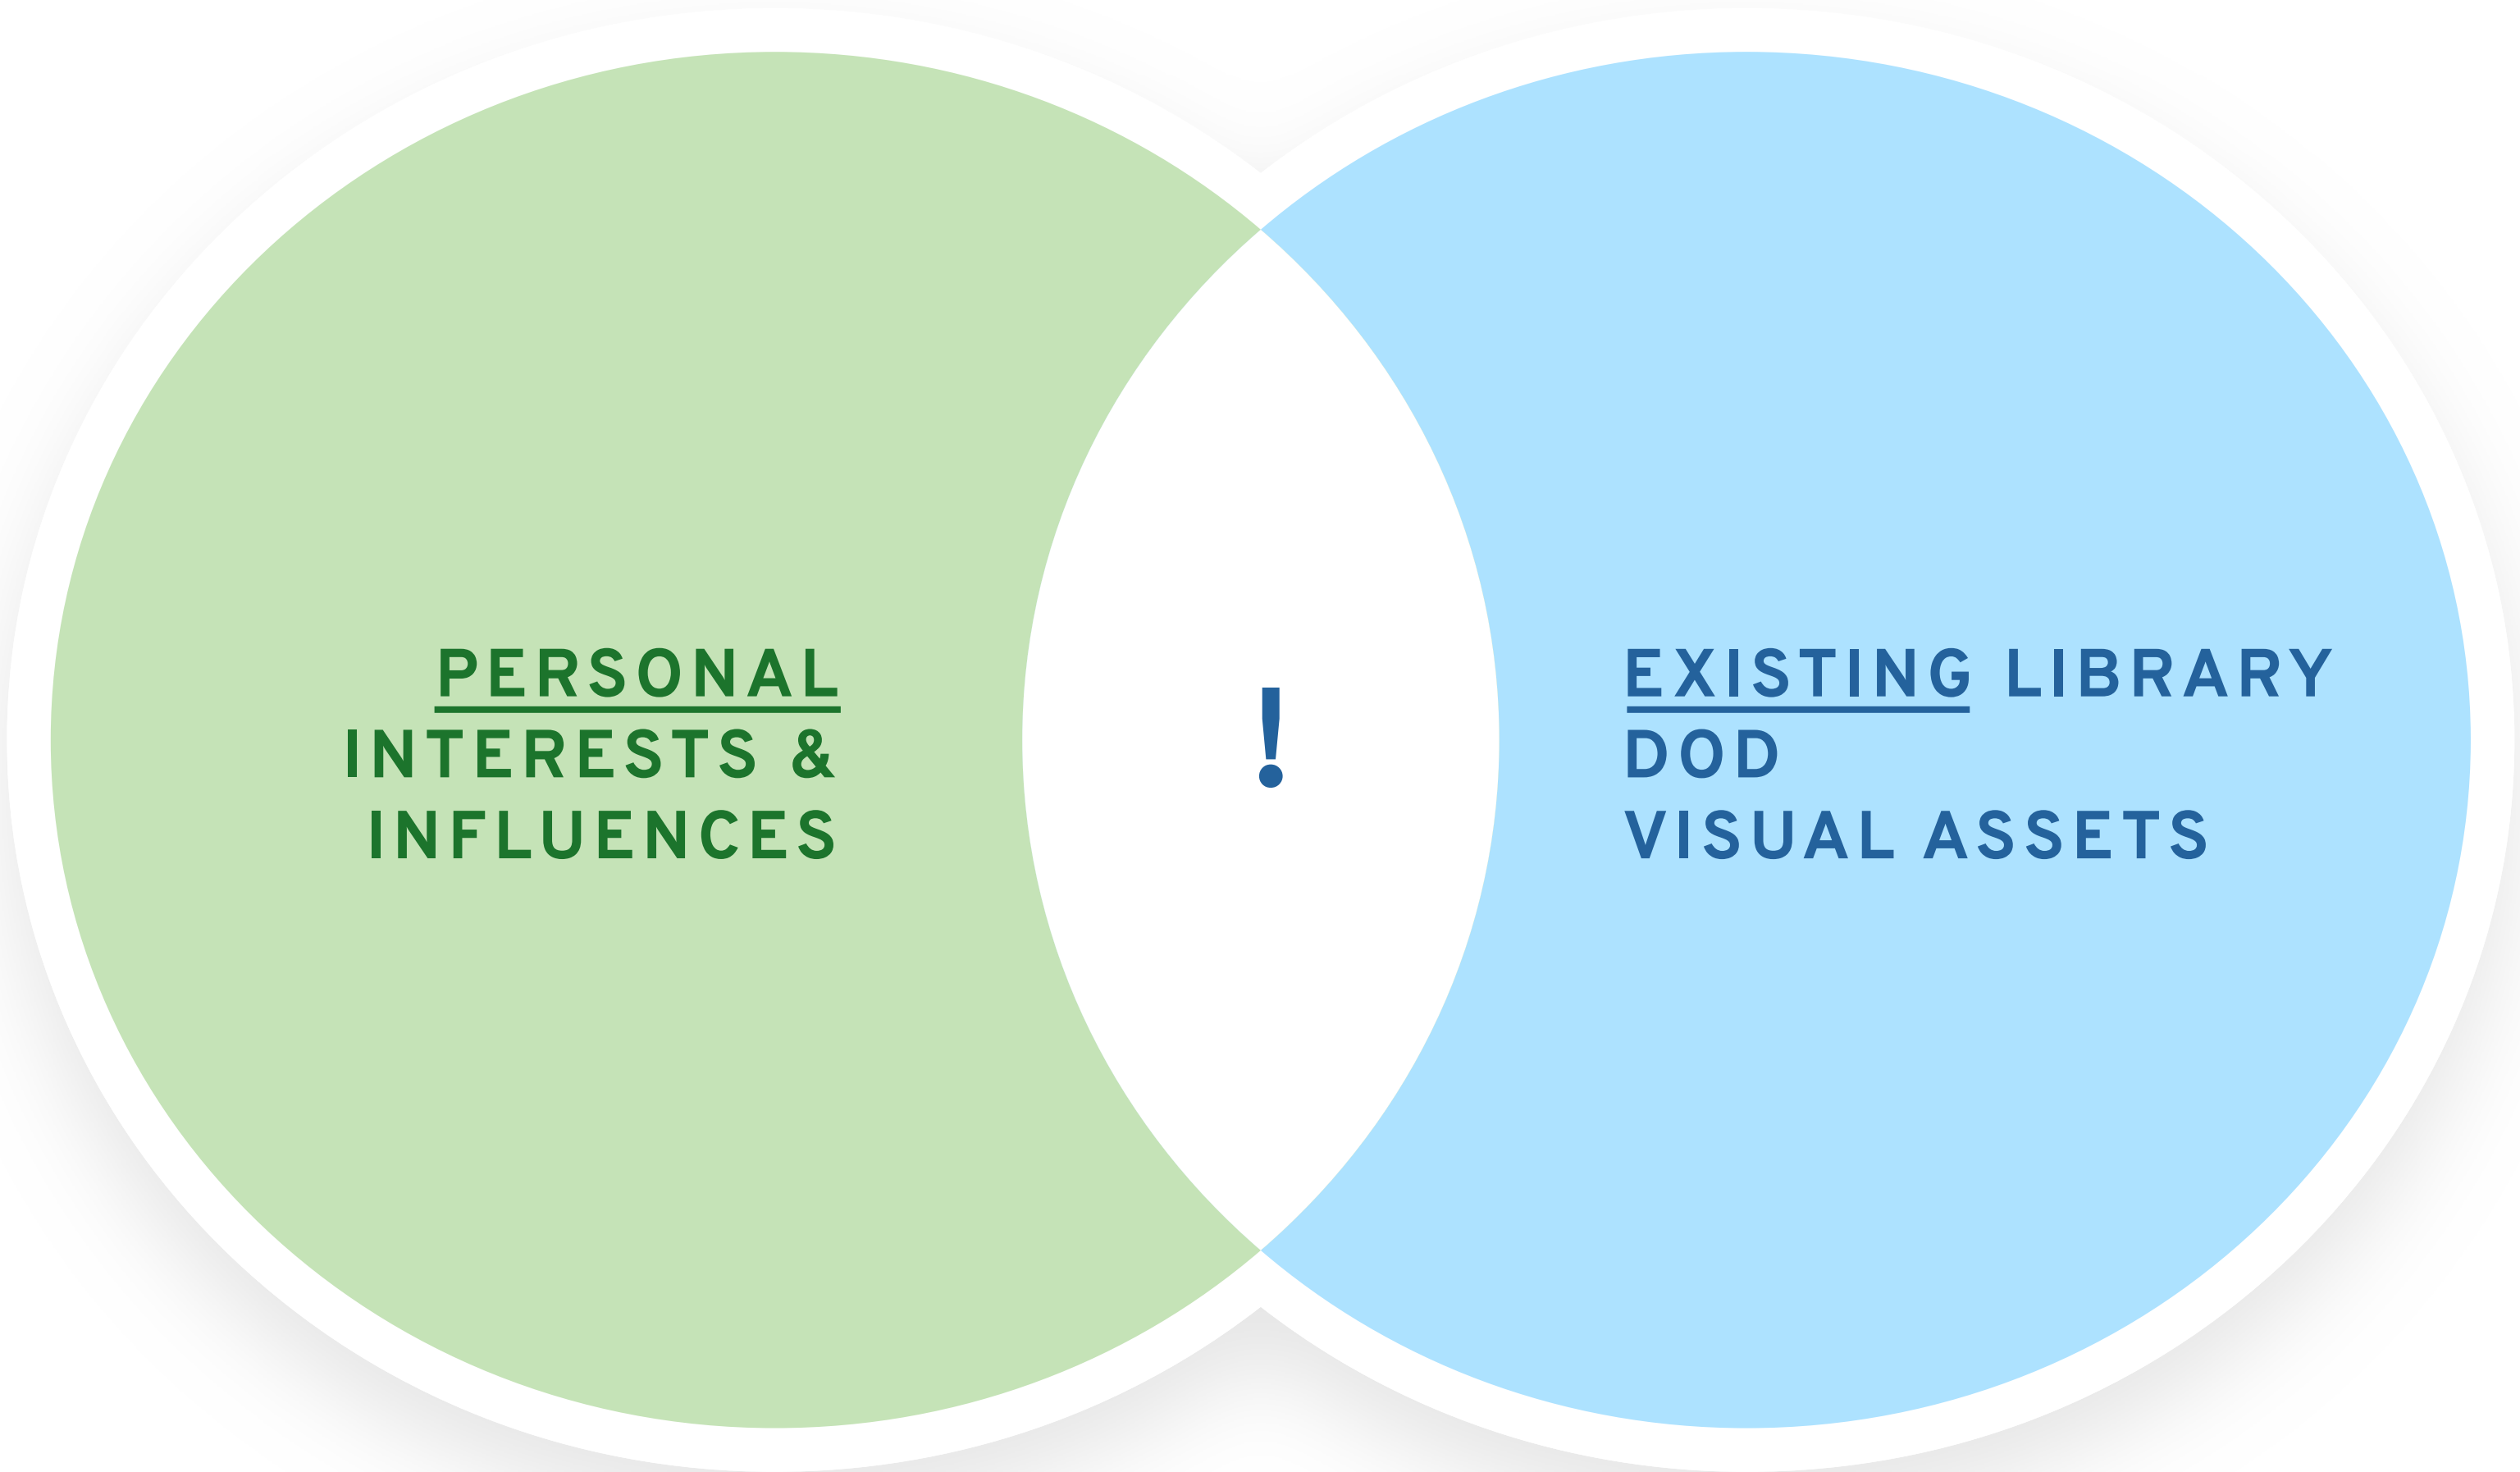 PERSONAL
INTERESTS &
INFLUENCES
!
EXISTING LIBRARY
DOD
VISUAL ASSETS